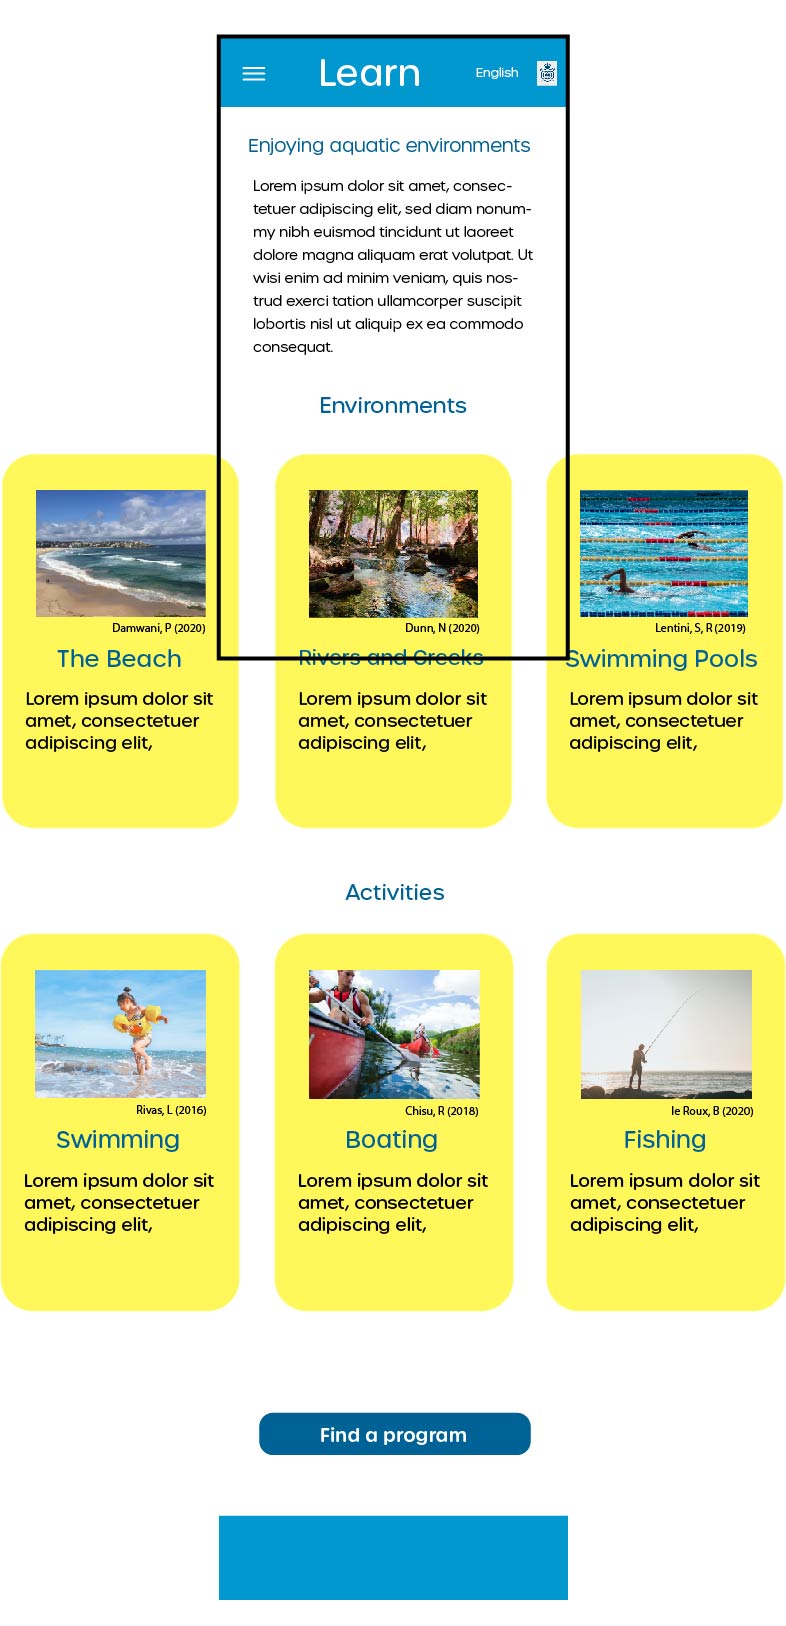 Learn
English
Enjoying aquatic environments
Lorem ipsum dolor sit amet, consec-
tetuer adipiscing elit, sed diam nonum-
my nibh euismod tincidunt ut laoreet
dolore magna aliquam erat volutpat. Ut
wisi enim ad minim veniam, quis nos-
trud exerci tation ullamcorper suscipit
lobortis nisl ut aliquip ex ea commodo
consequat.
Environments
Damwani, P (2020)
The Beach
Lorem ipsum dolor sit
amet, consectetuer
adipiscing elit,
Dunn, N (2020)
Rivers and Creeks
Lorem ipsum dolor sit
amet, consectetuer
adipiscing elit,
Lentini, S, R (2019)
Swimming Pools
Lorem ipsum dolor sit
amet, consectetuer
adipiscing elit,
Activities
Rivas, L (2016)
Swimming
Lorem ipsum dolor sit
amet, consectetuer
adipiscing elit,
Chisu, R (2018)
Boating
Lorem ipsum dolor sit
amet, consectetuer
adipiscing elit,
le Roux, B (2020)
Fishing
Lorem ipsum dolor sit
amet, consectetuer
adipiscing elit,
Find a program